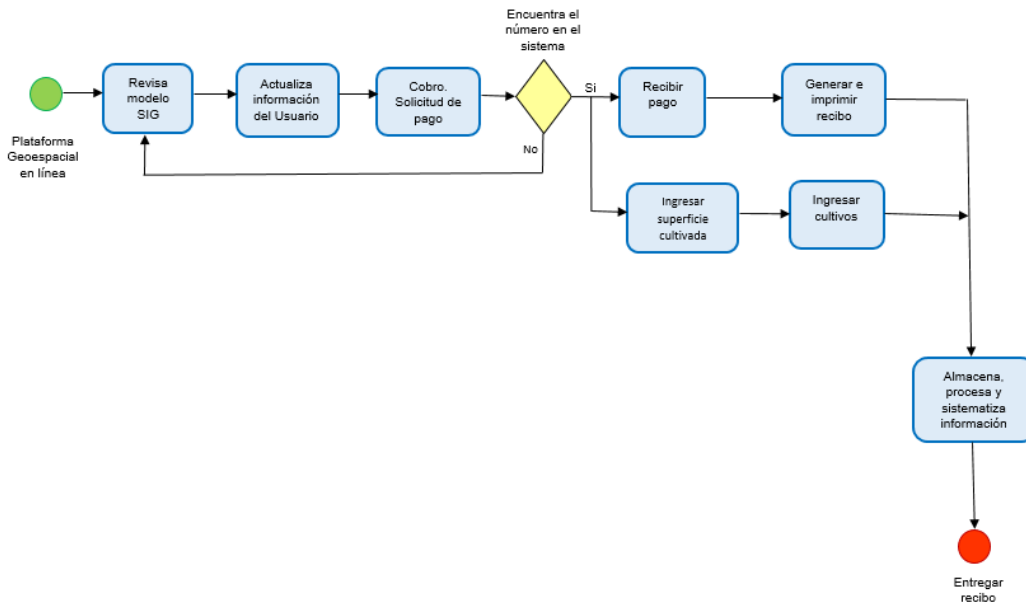 Encuentra el
número en el
sistema
Revisa
modelo
SIG
Actualiza
información
del Usuario
Cobro.
Solicitud de
pago
Si
Recibir
pago
Generar e
imprimir
recibo
Plataforma
Geoespacial
en línea
No
Ingresar
superficie
cultivada
Ingresar
cultivos
Almacena,
procesa y
sistematiza
información
Entregar
recibo